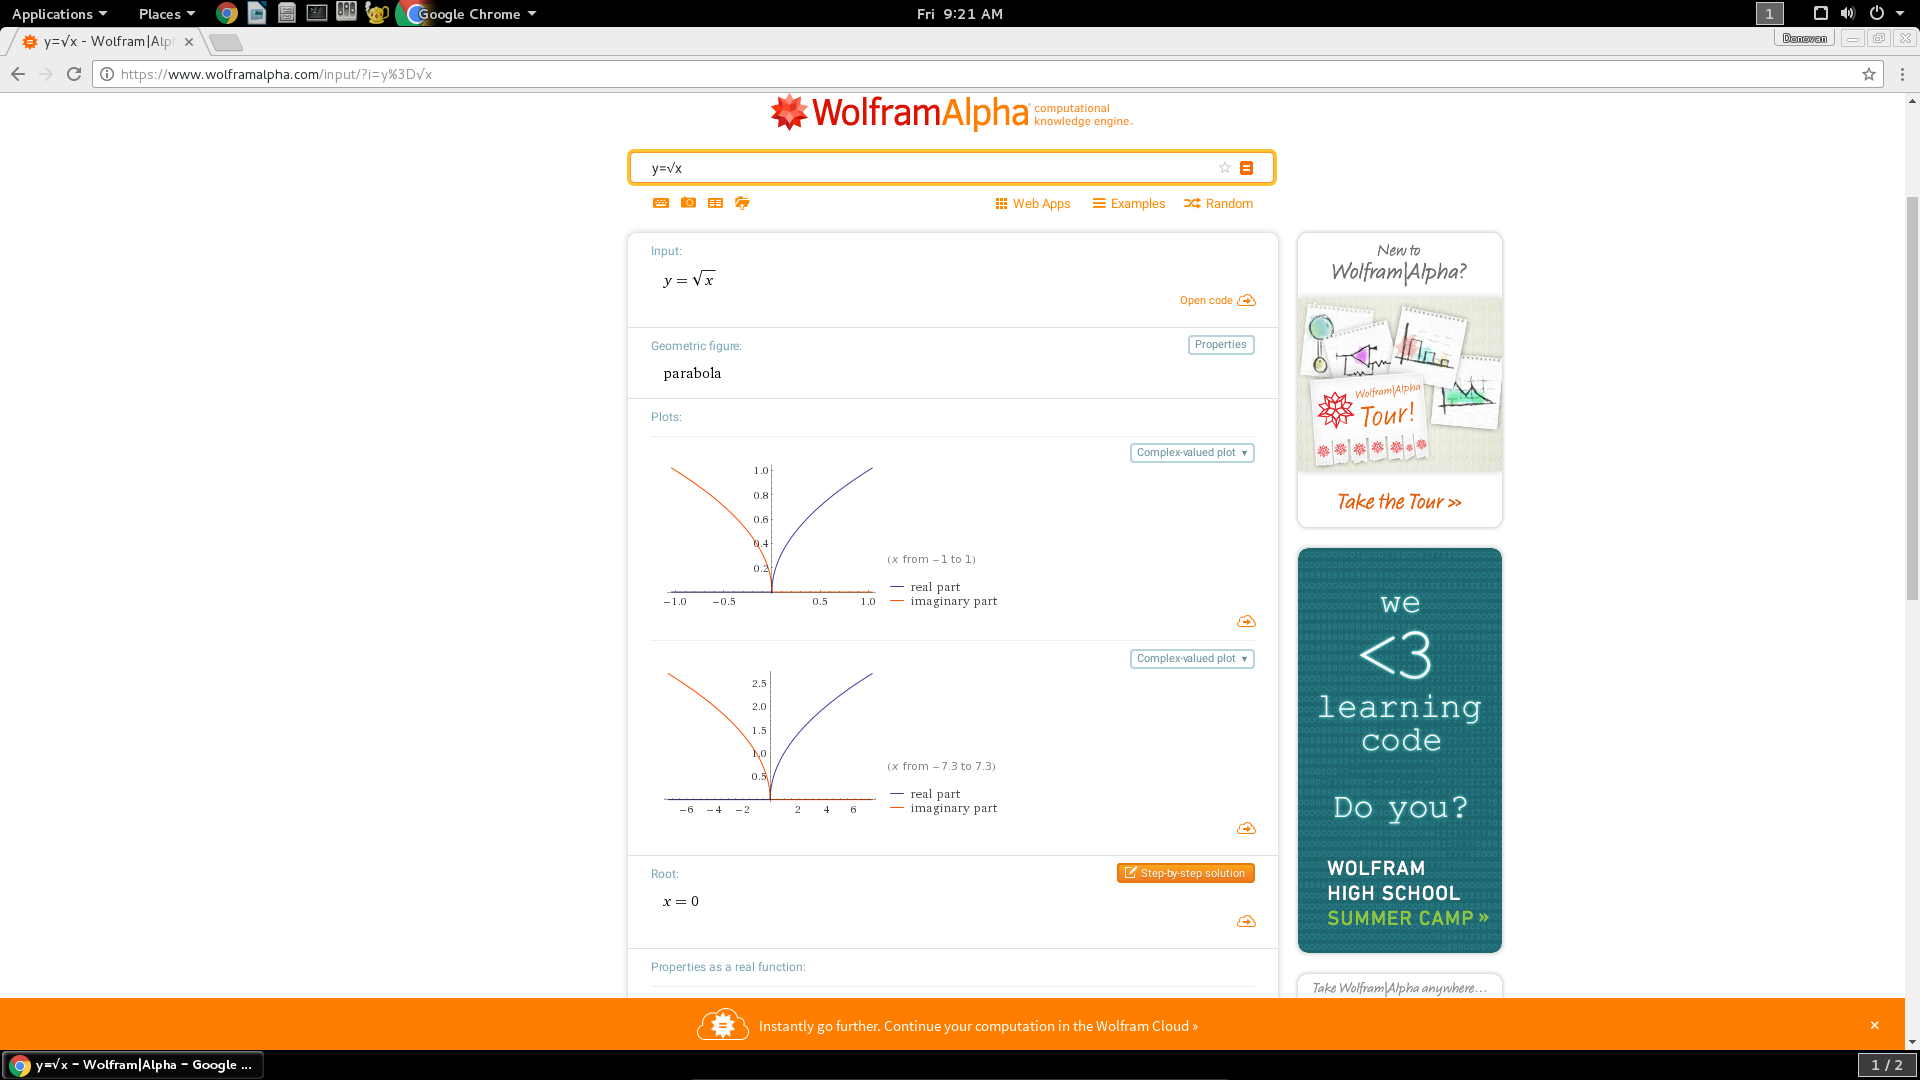 Applications Places Google Chrome Fri 9:21 AM 1
y=√x - Wolfram|Alp Donovan
https://www.wolframalpha.com/input/?i=y%3D√x
WolframAlpha computational
knowledge engine.
y=√x
Web Apps Examples Random
Input:
y = √x
Open code
Geometric figure: Properties
parabola
Plots:
Complex-valued plot ▾
1.0
0.8
0.6
0.4
0.2
−1.0 −0.5 0.5 1.0
(x from −1 to 1)
real part
imaginary part
Complex-valued plot ▾
2.5
2.0
1.5
1.0
0.5
−6 −4 −2 2 4 6
(x from −7.3 to 7.3)
real part
imaginary part
Root: Step-by-step solution
x = 0
Properties as a real function:
New to
Wolfram|Alpha?
Wolfram|Alpha
Tour!
Take the Tour »
we
<3
learning
code
Do you?
WOLFRAM
HIGH SCHOOL
SUMMER CAMP »
Take Wolfram|Alpha anywhere...
Instantly go further. Continue your computation in the Wolfram Cloud » ×
y=√x - Wolfram|Alpha - Google ... 1 / 2